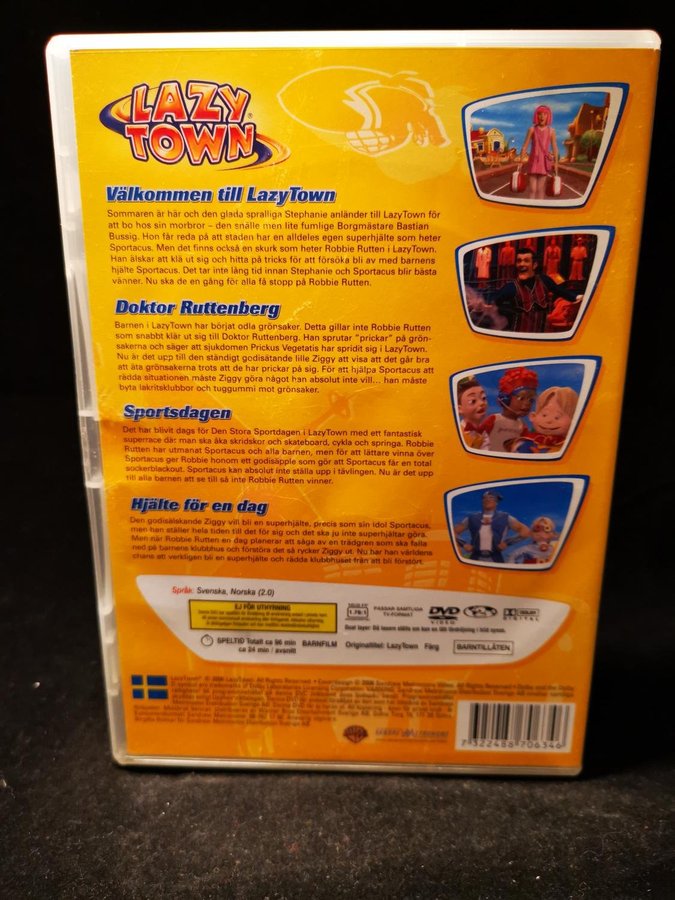 LAZY
TOWN
Välkommen till LazyTown
Sommaren är här och den glada spralliga Stephanie anländer till LazyTown för
att bo hos sin morbror – den snälle men lite fumlige Borgmästare Bastian
Bussig. Hon får reda på att staden har en alldeles egen superhjälte som heter
Sportacus. Men det finns också en skurk som heter Robbie Rutten i LazyTown.
Han älskar att klä ut sig och hitta på tricks för att försöka bli av med barnens
hjälte Sportacus. Det tar inte lång tid innan Stephanie och Sportacus blir bästa
vänner. Nu ska de en gång för alla få stopp på Robbie Rutten.
Doktor Ruttenberg
Barnen i LazyTown har börjat odla grönsaker. Detta gillar inte Robbie Rutten
som snabbt klär ut sig till Doktor Ruttenberg. Han sprutar "prickar" på grön-
sakerna och säger att sjukdomen Prickus Vegetatis har spridit sig i LazyTown.
Nu är det upp till den ständigt godisätande lille Ziggy att visa att det går bra
att äta grönsakerna trots att de har prickar på sig. För att hjälpa Sportacus att
rädda situationen måste Ziggy göra något han absolut inte vill... han måste
byta lakritsklubbor och tuggummi mot grönsaker.
Sportsdagen
Det har blivit dags för Den Stora Sportdagen i LazyTown med ett fantastisk
superrace där man ska åka skridskor och skateboard, cykla och springa. Robbie
Rutten har utmanat Sportacus och alla barnen, men för att lättare vinna över
Sportacus ger Robbie honom ett godisäpple som gör att Sportacus får en total
sockerblackout. Sportacus kan absolut inte ställa upp i tävlingen. Nu är det upp
till alla barnen att se till så inte Robbie Rutten vinner.
Hjälte för en dag
Den godisälskande Ziggy vill bli en superhjälte, precis som sin idol Sportacus,
men han ställer hela tiden till det för sig och det ska ju inte superhjältar göra.
Men när Robbie Rutten en dag planerar att såga av en trädgren som ska falla
ned på barnens klubbhus och förstöra det så rycker Ziggy ut. Nu har han världens
chans att verkligen bli en superhjälte och rädda klubbhuset från att bli förstört.
Språk: Svenska, Norska (2.0)
EJ FÖR UTHYRNING
1.78:1
PASSAR SAMTLIGA
TV-FORMAT
DVD
VIDEO
2
DOLBY
DIGITAL
SPELTID Totalt ca 96 min BARNFILM Originaltitel: LazyTown Färg BARNTILLÅTEN
ca 24 min / avsnitt
7 322488 706346